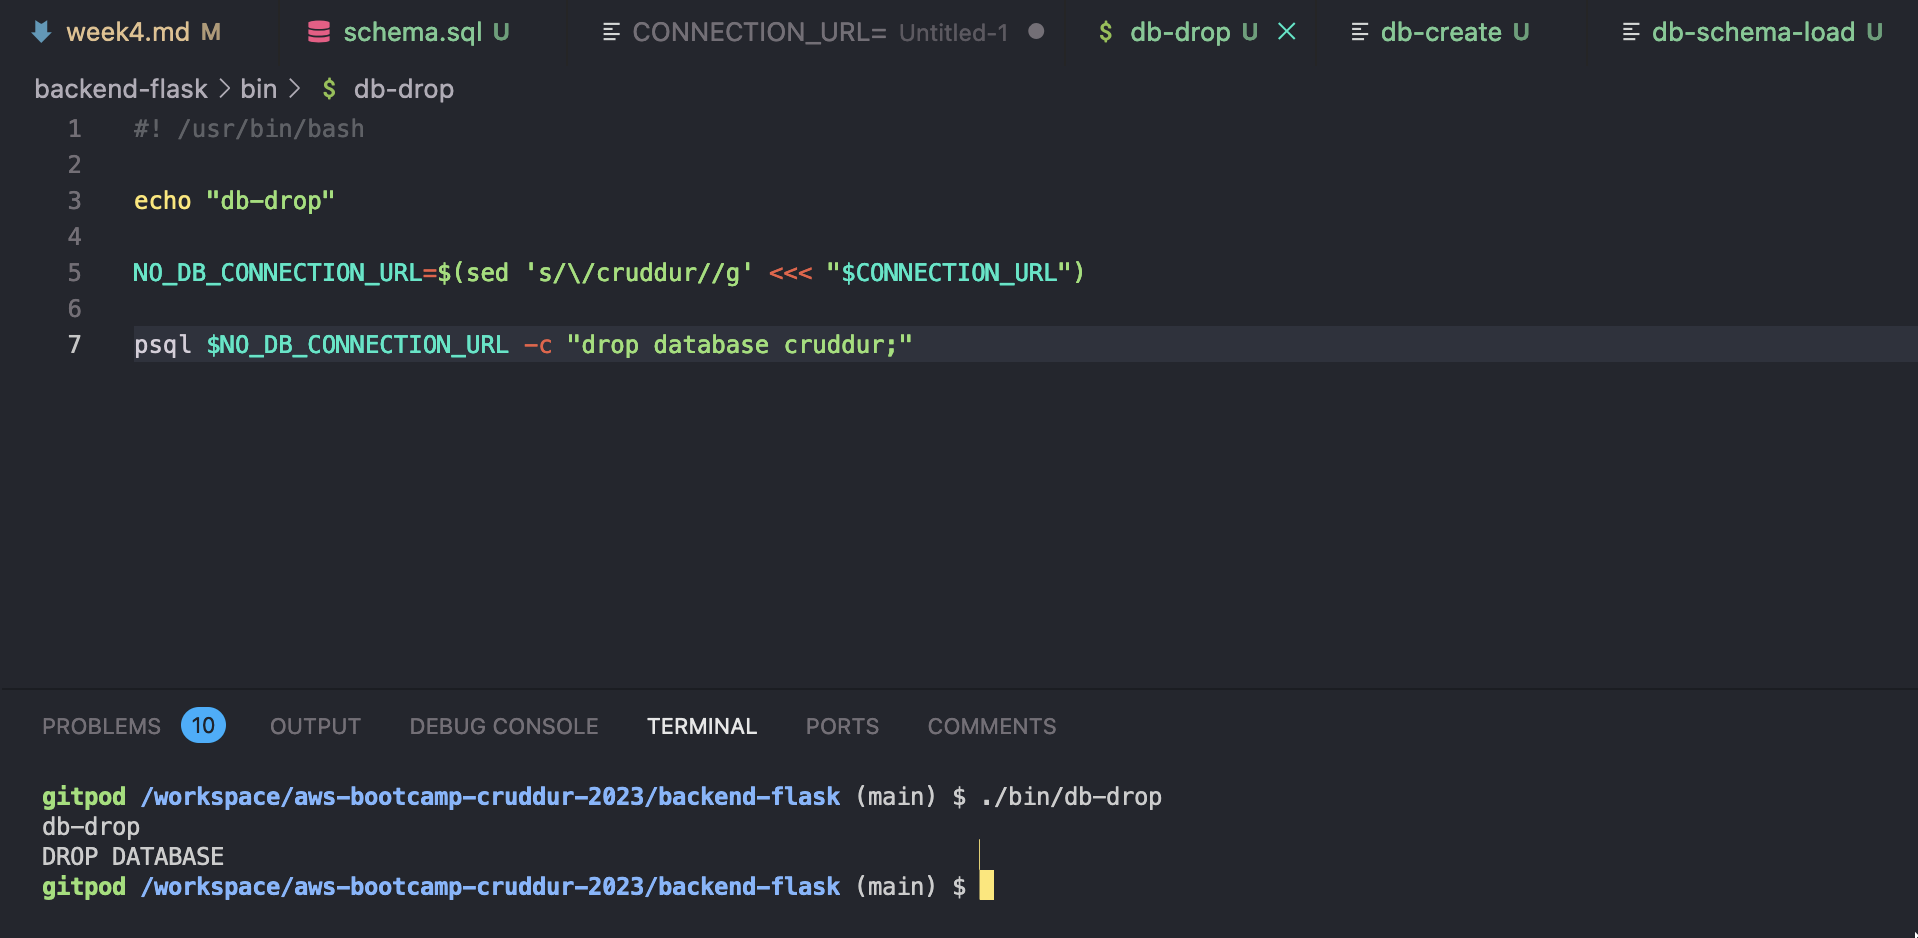 week4.md M schema.sql U CONNECTION_URL= Untitled-1 $ db-drop U db-create U db-schema-load U
backend-flask > bin > $ db-drop
1 #! /usr/bin/bash
2
3 echo "db-drop"
4
5 NO_DB_CONNECTION_URL=$(sed 's/\/cruddur//g' <<< "$CONNECTION_URL")
6
7 psql $NO_DB_CONNECTION_URL -c "drop database cruddur;"
PROBLEMS 10 OUTPUT DEBUG CONSOLE TERMINAL PORTS COMMENTS
gitpod /workspace/aws-bootcamp-cruddur-2023/backend-flask (main) $ ./bin/db-drop
db-drop
DROP DATABASE
gitpod /workspace/aws-bootcamp-cruddur-2023/backend-flask (main) $